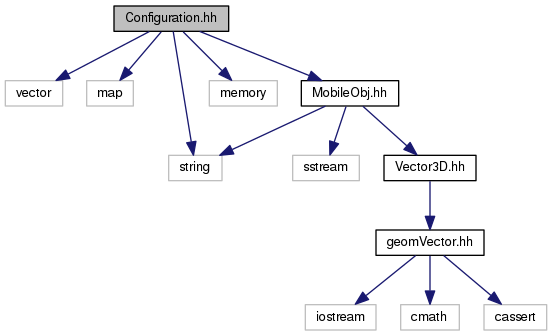 Configuration.hh
vector
map
memory
MobileObj.hh
string
sstream
Vector3D.hh
geomVector.hh
iostream
cmath
cassert